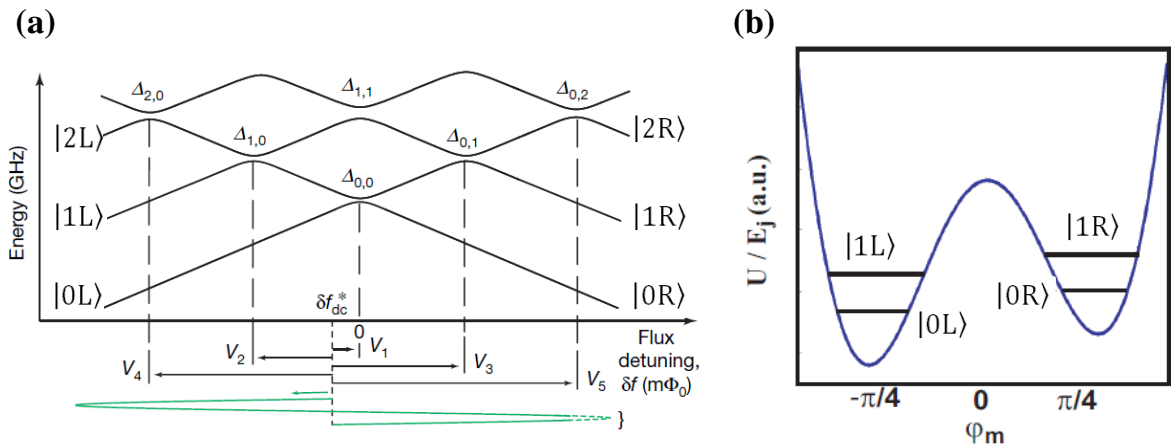 (a)
(b)
Energy (GHz)
Δ2,0
Δ1,1
Δ0,2
|2L⟩
|2R⟩
Δ1,0
Δ0,1
Δ0,0
|1L⟩
|1R⟩
|0L⟩
|0R⟩
δf*dc
0
Flux
detuning,
δf (mΦ0)
V1
V2
V3
V4
V5
}
U / Ej (a.u.)
|1R⟩
|1L⟩
|0R⟩
|0L⟩
-π/4
0
π/4
φm